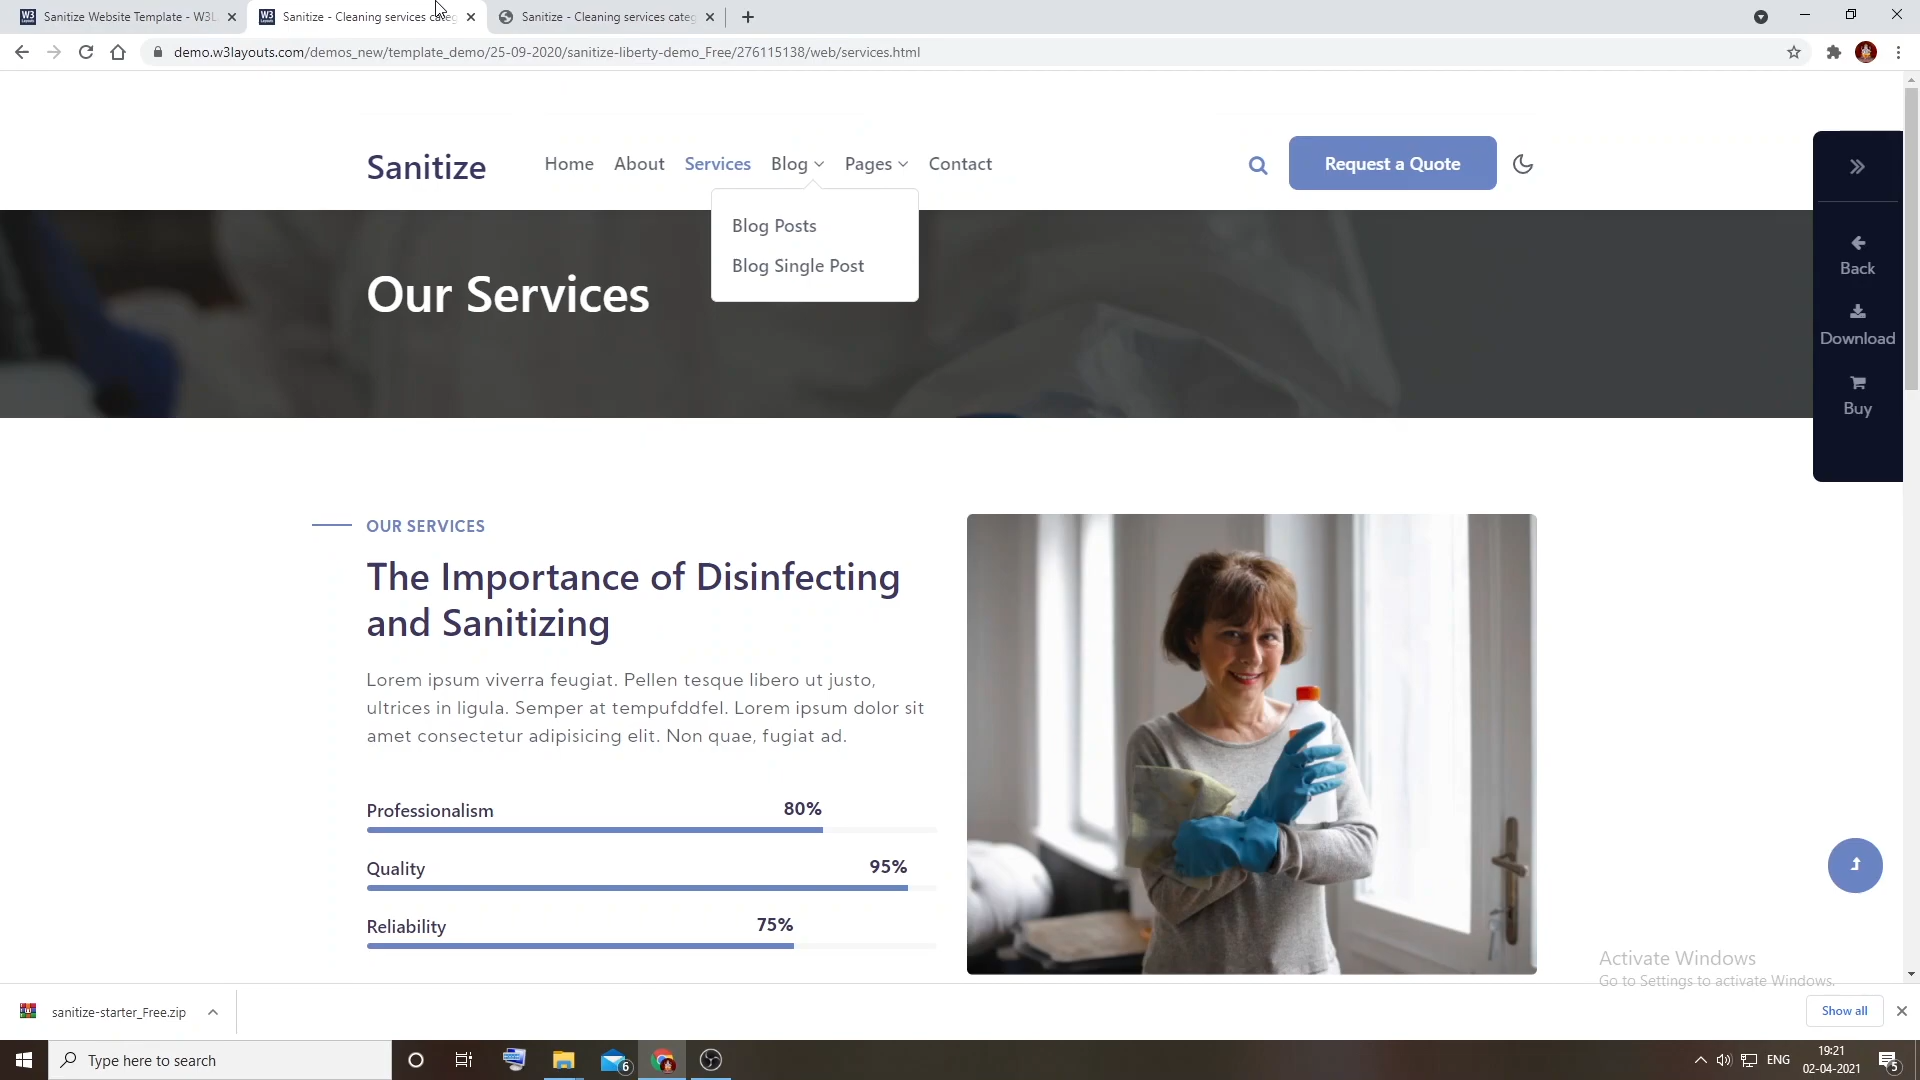 Sanitize Website Template - W3L
Sanitize - Cleaning services categ
Sanitize - Cleaning services categ
demo.w3layouts.com/demos_new/template_demo/25-09-2020/sanitize-liberty-demo_Free/276115138/web/services.html
Sanitize
Home
About
Services
Blog
Pages
Contact
Request a Quote
Blog Posts
Blog Single Post
Our Services
Back
Download
Buy
OUR SERVICES
The Importance of Disinfecting
and Sanitizing
Lorem ipsum viverra feugiat. Pellen tesque libero ut justo,
ultrices in ligula. Semper at tempufddfel. Lorem ipsum dolor sit
amet consectetur adipisicing elit. Non quae, fugiat ad.
Professionalism 80%
Quality 95%
Reliability 75%
Activate Windows
Go to Settings to activate Windows.
sanitize-starter_Free.zip
Show all
Type here to search
6
ENG
19:21
02-04-2021
5